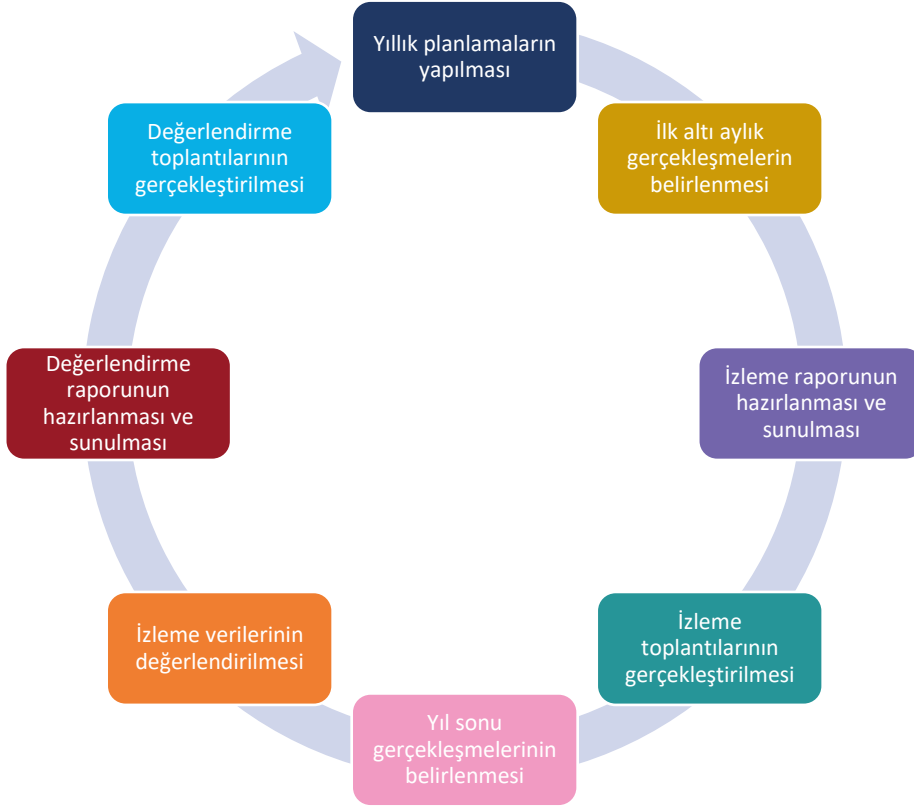 Yıllık planlamaların
yapılması
İlk altı aylık
gerçekleşmelerin
belirlenmesi
İzleme raporunun
hazırlanması ve
sunulması
İzleme
toplantılarının
gerçekleştirilmesi
Yıl sonu
gerçekleşmelerinin
belirlenmesi
İzleme verilerinin
değerlendirilmesi
Değerlendirme
raporunun
hazırlanması ve
sunulması
Değerlendirme
toplantılarının
gerçekleştirilmesi